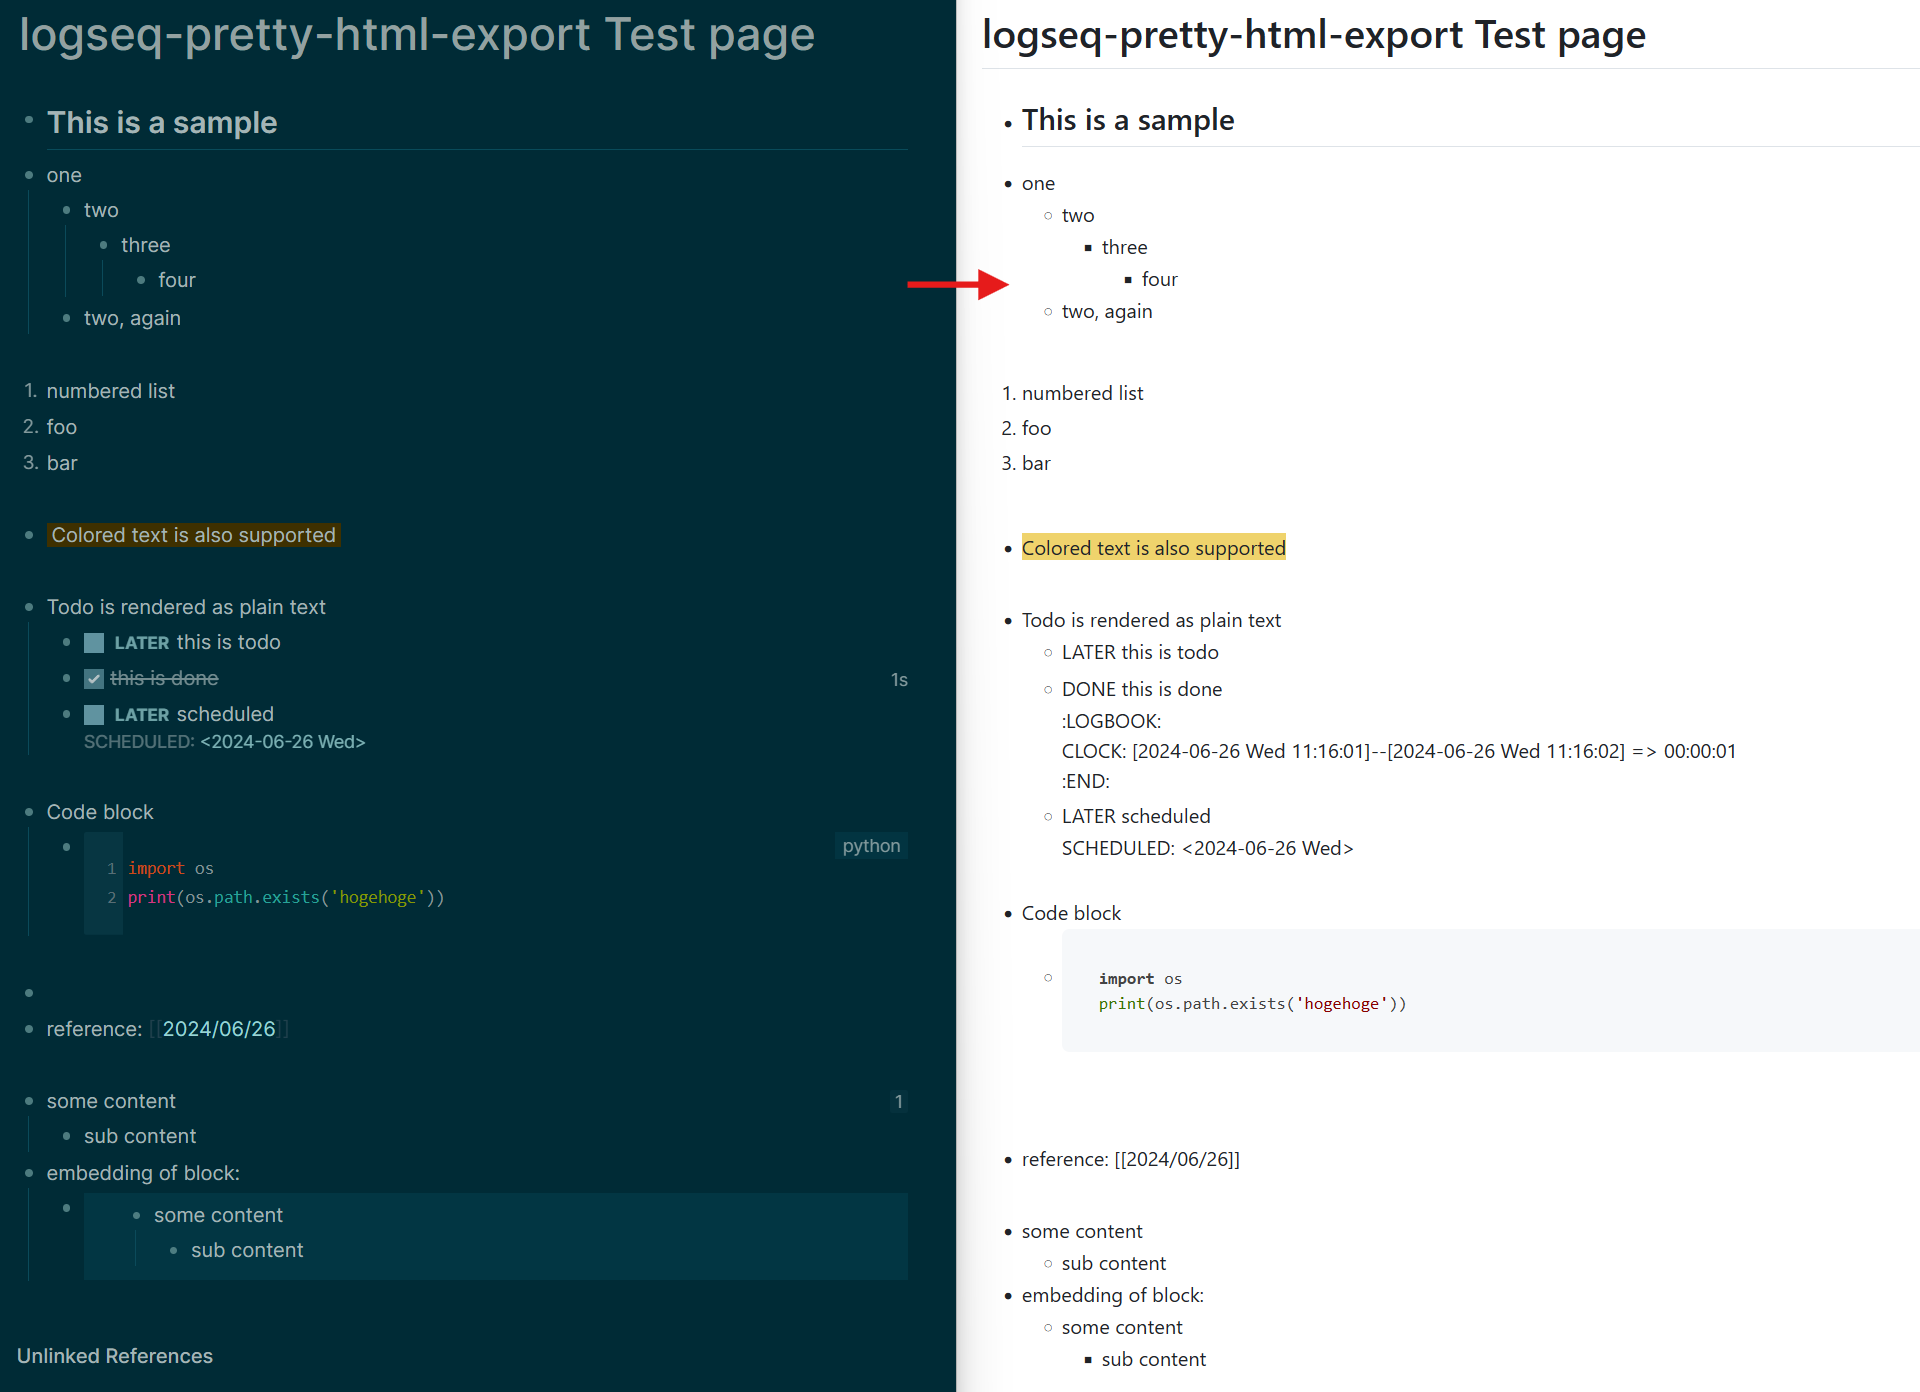 logseq-pretty-html-export Test page
This is a sample
one
two
three
four
two, again
1. numbered list
2. foo
3. bar
Colored text is also supported
Todo is rendered as plain text
LATER this is todo
this is done 1s
LATER scheduled
SCHEDULED: <2024-06-26 Wed>
Code block
python
1 import os
2 print(os.path.exists('hogehoge'))
reference: [[2024/06/26]]
some content 1
sub content
embedding of block:
some content
sub content
Unlinked References
logseq-pretty-html-export Test page
This is a sample
one
two
three
four
two, again
1. numbered list
2. foo
3. bar
Colored text is also supported
Todo is rendered as plain text
LATER this is todo
DONE this is done
:LOGBOOK:
CLOCK: [2024-06-26 Wed 11:16:01]--[2024-06-26 Wed 11:16:02] => 00:00:01
:END:
LATER scheduled
SCHEDULED: <2024-06-26 Wed>
Code block
import os
print(os.path.exists('hogehoge'))
reference: [[2024/06/26]]
some content
sub content
embedding of block:
some content
sub content